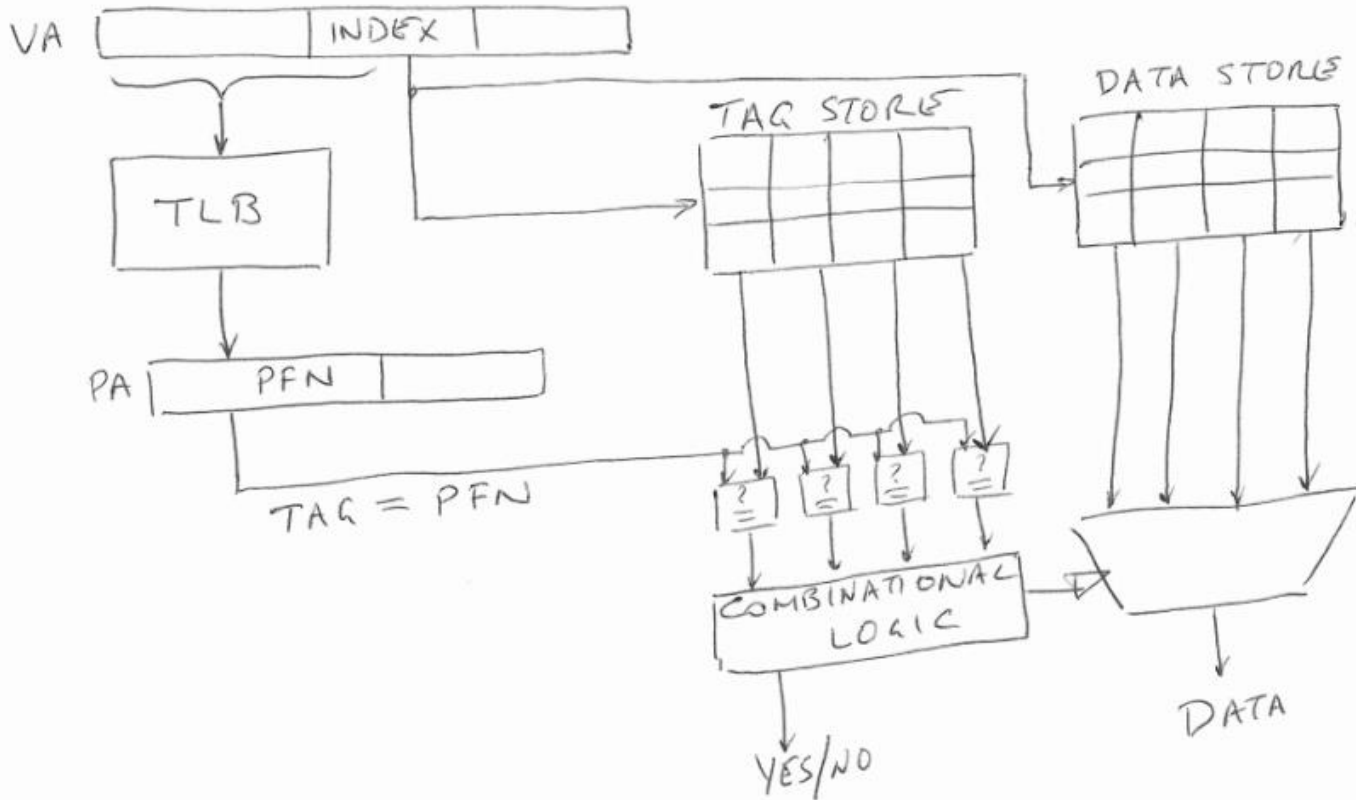 VA
INDEX
DATA STORE
TAG STORE
TLB
PA
PFN
TAG = PFN
?
=
?
=
?
=
?
=
COMBINATIONAL
LOGIC
DATA
YES/NO